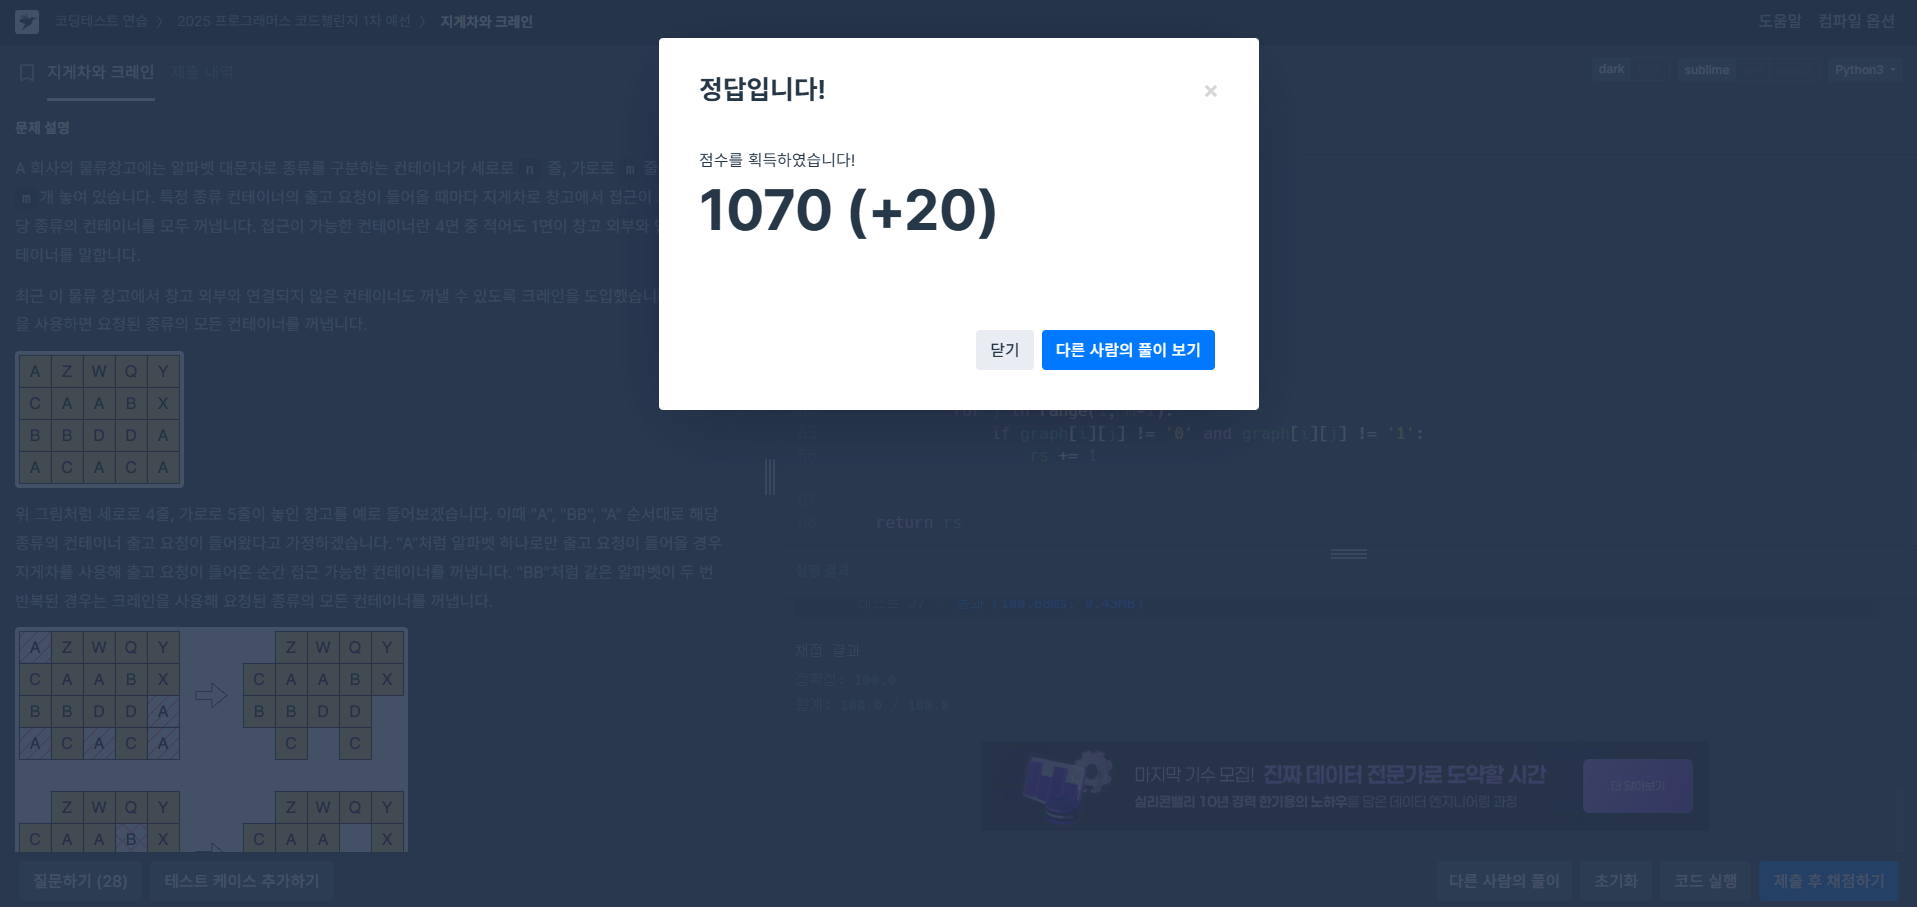 코딩테스트 연습 〉 2025 프로그래머스 코드챌린지 1차 예선 〉 지게차와 크레인
도움말 컴파일 옵션
지게차와 크레인 제출 내역
dark
sublime
Python3
정답입니다!
×
점수를 획득하였습니다!
1070 (+20)
닫기
다른 사람의 풀이 보기
문제 설명
A 회사의 물류창고에는 알파벳 대문자로 종류를 구분하는 컨테이너가 세로로 n 줄, 가로로 m 줄
m 개 놓여 있습니다. 특정 종류 컨테이너의 출고 요청이 들어올 때마다 지게차로 창고에서 접근이
당 종류의 컨테이너를 모두 꺼냅니다. 접근이 가능한 컨테이너란 4면 중 적어도 1면이 창고 외부와
테이너를 말합니다.
최근 이 물류 창고에서 창고 외부와 연결되지 않은 컨테이너도 꺼낼 수 있도록 크레인을 도입했습니
을 사용하면 요청된 종류의 모든 컨테이너를 꺼냅니다.
A Z W Q Y
C A A B X
B B D D A
A C A C A
위 그림처럼 세로로 4줄, 가로로 5줄이 놓인 창고를 예로 들어보겠습니다. 이때 "A", "BB", "A" 순서대로 해당
종류의 컨테이너 출고 요청이 들어왔다고 가정하겠습니다. "A"처럼 알파벳 하나로만 출고 요청이 들어올 경우
지게차를 사용해 출고 요청이 들어온 순간 접근 가능한 컨테이너를 꺼냅니다. "BB"처럼 같은 알파벳이 두 번
반복된 경우는 크레인을 사용해 요청된 종류의 모든 컨테이너를 꺼냅니다.
A Z W Q Y Z W Q Y
C A A B X C A A B X
B B D D A B B D D
A C A C A C C
Z W Q Y Z W Q Y
C A A B X C A A X
if graph[i][j] != '0' and graph[i][j] != '1':
rs += 1
return rs
실행 결과
채점 결과
정확성: 100.0
합계: 100.0 / 100.0
마지막 기수 모집! 진짜 데이터 전문가로 도약할 시간
실리콘밸리 10년 경력 한기용의 노하우를 담은 데이터 엔지니어링 과정
더 알아보기
질문하기 (28)
테스트 케이스 추가하기
다른 사람의 풀이
초기화
코드 실행
제출 후 채점하기